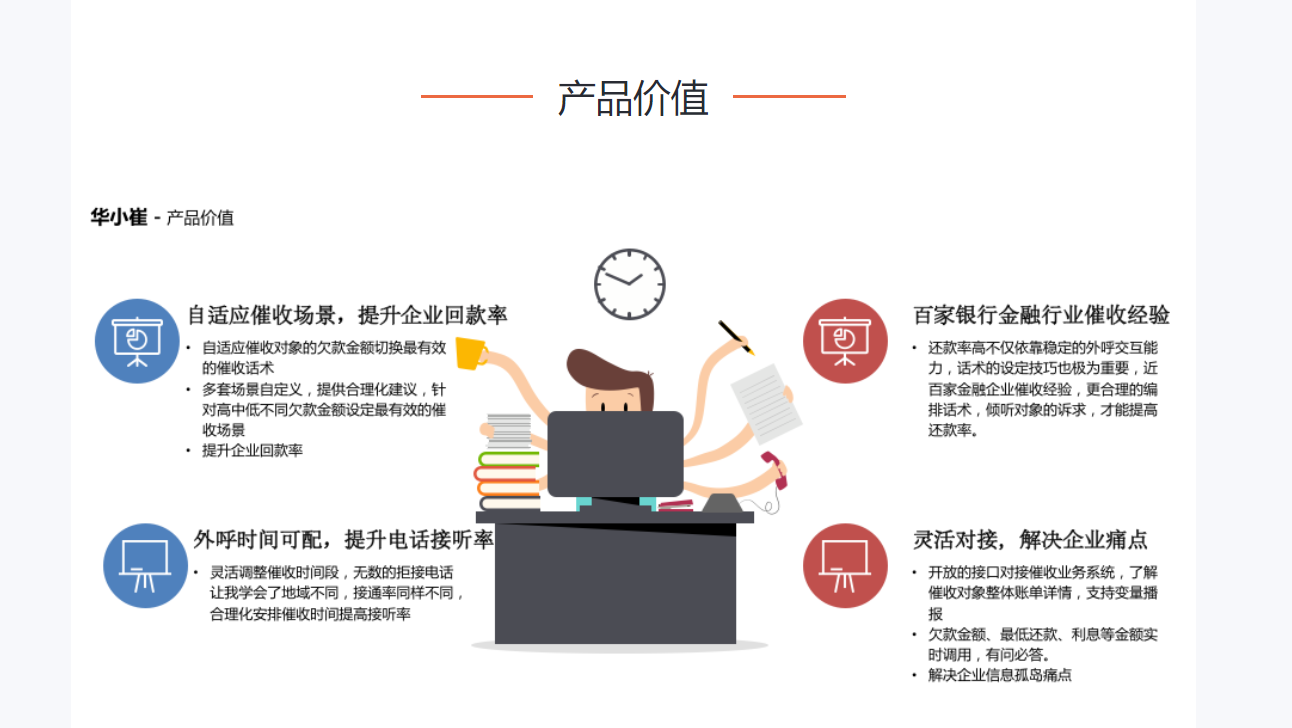 产品价值
华小崔 - 产品价值
自适应催收场景，提升企业回款率
• 自适应催收对象的欠款金额切换最有效
的催收话术
• 多套场景自定义，提供合理化建议，针
对高中低不同欠款金额设定最有效的催
收场景
• 提升企业回款率
外呼时间可配，提升电话接听率
• 灵活调整催收时间段，无数的拒接电话
让我学会了地域不同，接通率同样不同，
合理化安排催收时间提高接听率
百家银行金融行业催收经验
• 还款率高不仅依靠稳定的外呼交互能
力，话术的设定技巧也极为重要，近
百家金融企业催收经验，更合理的编
排话术，倾听对象的诉求，才能提高
还款率。
灵活对接，解决企业痛点
• 开放的接口对接催收业务系统，了解
催收对象整体账单详情，支持变量播
报
• 欠款金额、最低还款、利息等金额实
时调用，有问必答。
• 解决企业信息孤岛痛点